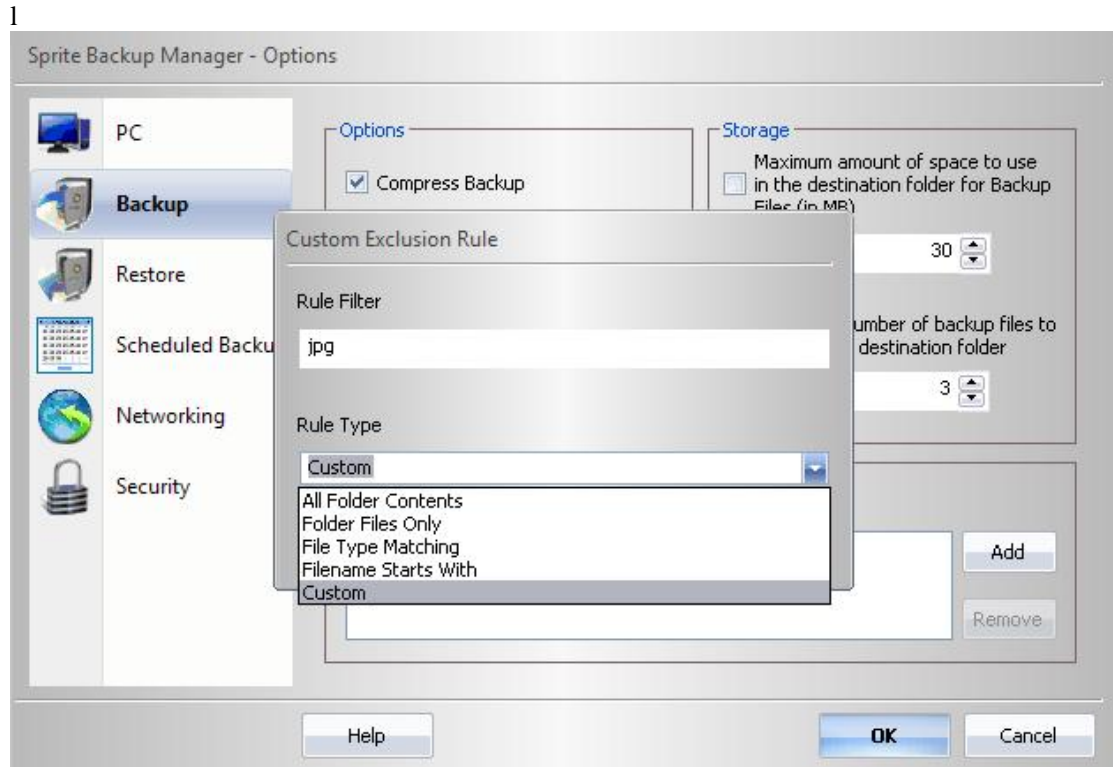 l
Sprite Backup Manager - Options
PC
Backup
Restore
Scheduled Backu
Networking
Security
Options
Compress Backup
Storage
Maximum amount of space to use
in the destination folder for Backup
Files (in MB)
30
umber of backup files to
destination folder
3
Custom Exclusion Rule
Rule Filter
jpg
Rule Type
Custom
All Folder Contents
Folder Files Only
File Type Matching
Filename Starts With
Custom
Add
Remove
Help
OK
Cancel